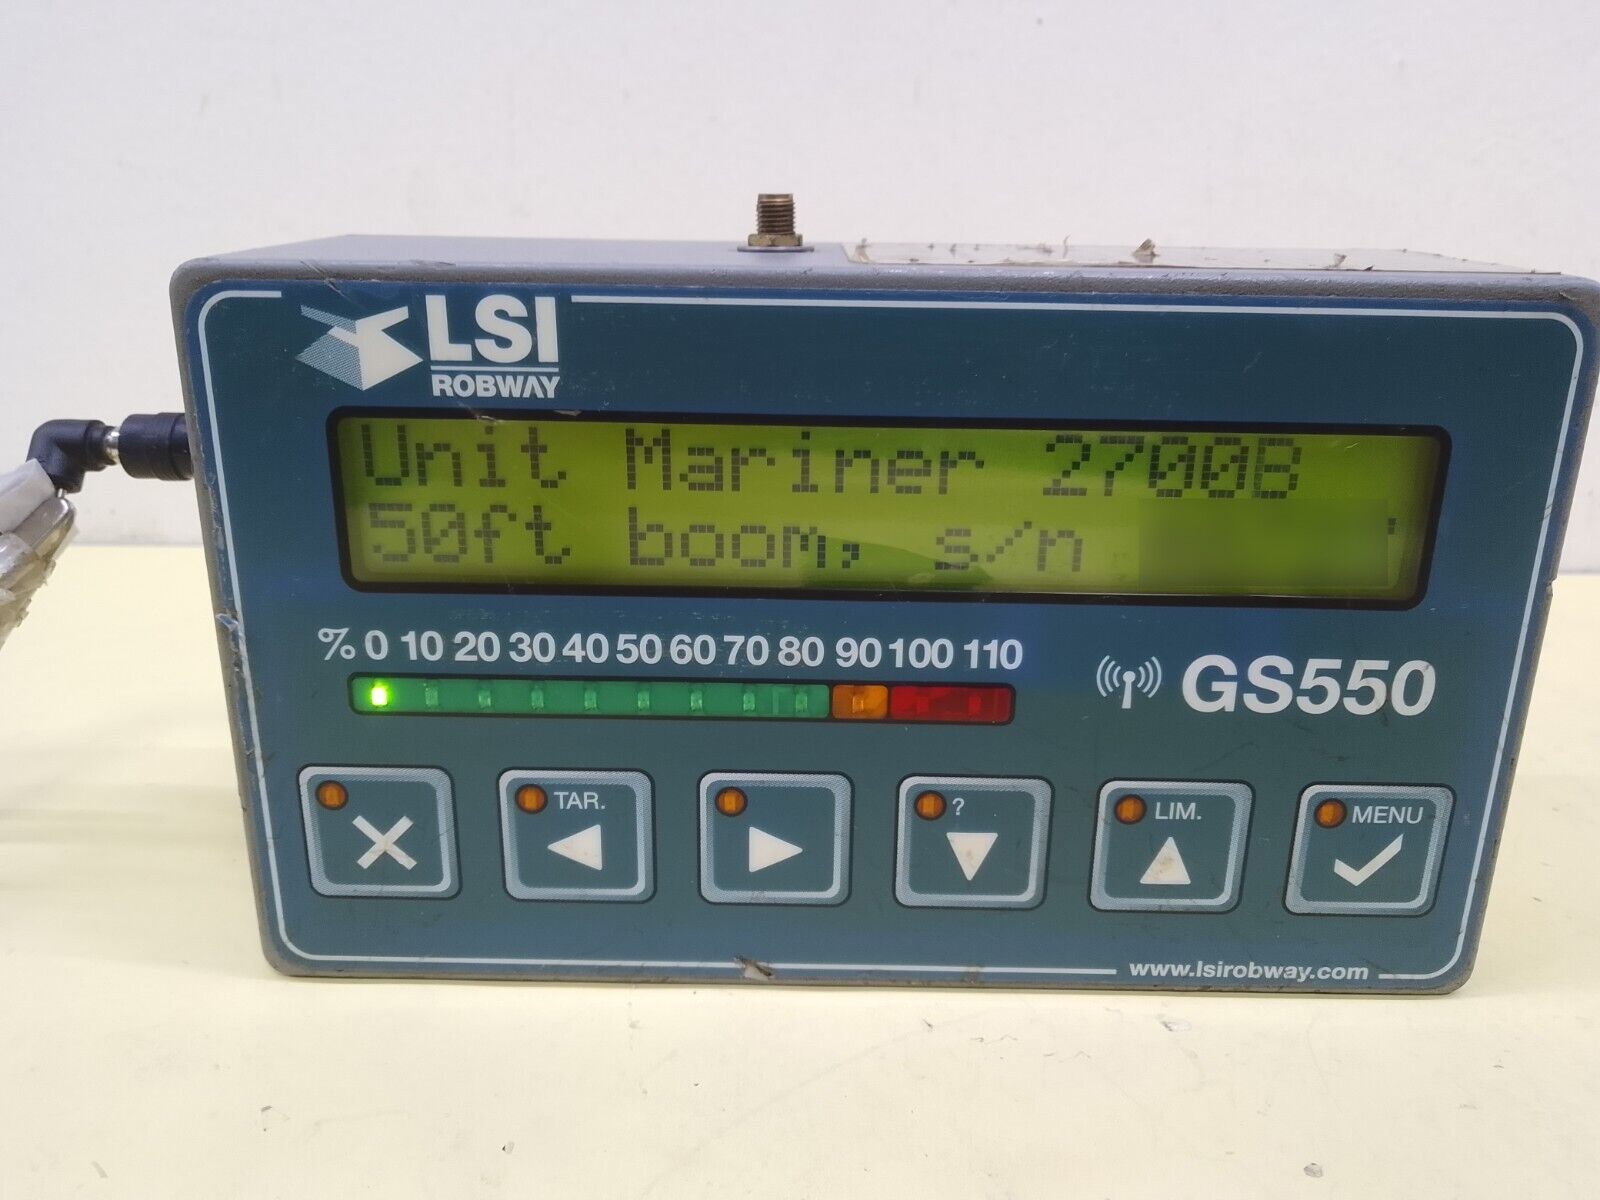 LSI
ROBWAY
Unit Mariner 2700B
50ft boom, s/n
% 0 10 20 30 40 50 60 70 80 90 100 110
GS550
TAR.
?
LIM.
MENU
www.lsirobway.com